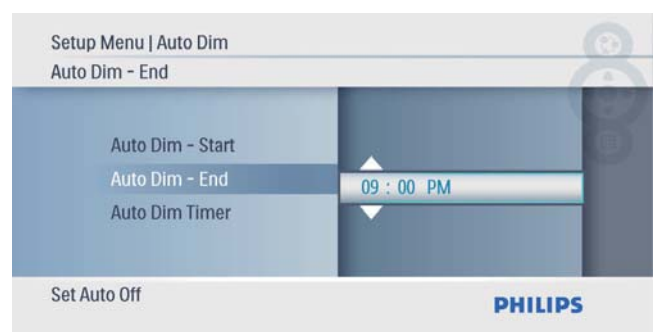 Setup Menu | Auto Dim
Auto Dim - End
Auto Dim - Start
Auto Dim - End
09 : 00 PM
Auto Dim Timer
Set Auto Off
PHILIPS